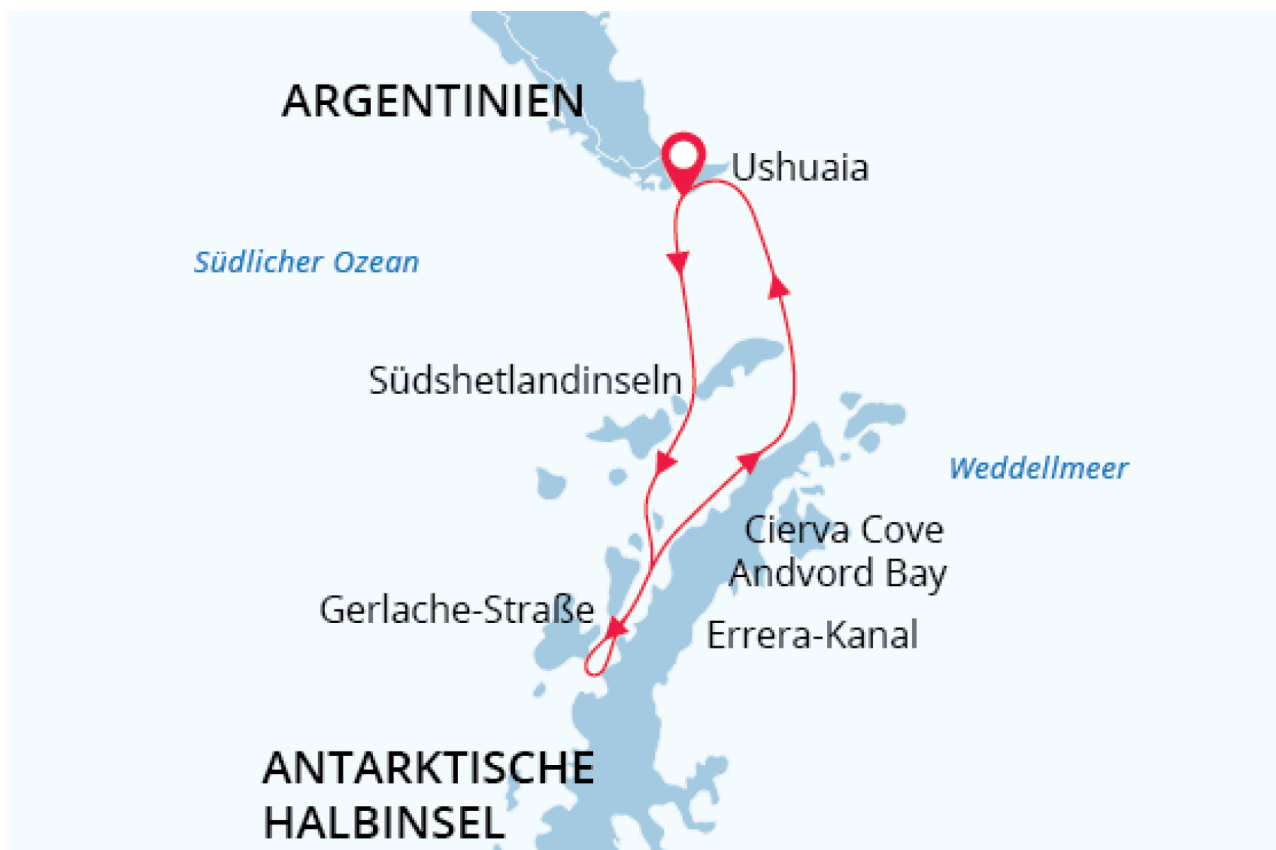 ARGENTINIEN
Ushuaia
Südlicher Ozean
Südshetlandinseln
Weddellmeer
Cierva Cove
Andvord Bay
Gerlache-Straße
Errera-Kanal
ANTARKTISCHE
HALBINSEL